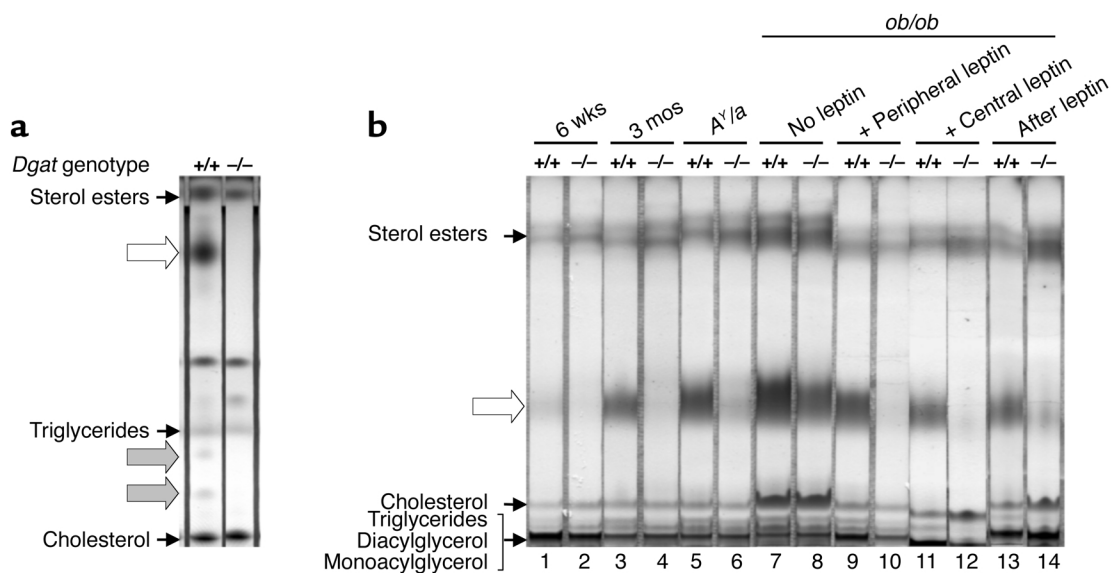 a
Dgat genotype +/+ –/–
Sterol esters
Triglycerides
Cholesterol
b
ob/ob
6 wks
3 mos
Aʸ/a
No leptin
+ Peripheral leptin
+ Central leptin
After leptin
+/+ –/– +/+ –/– +/+ –/– +/+ –/– +/+ –/– +/+ –/– +/+ –/–
Sterol esters
Cholesterol
Triglycerides
Diacylglycerol
Monoacylglycerol
1 2 3 4 5 6 7 8 9 10 11 12 13 14